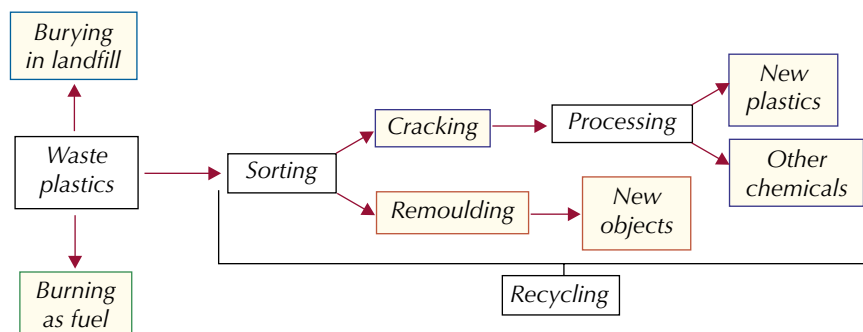 Burying
in landfill
Waste
plastics
Burning
as fuel
Sorting
Cracking
Remoulding
Processing
New
objects
New
plastics
Other
chemicals
Recycling